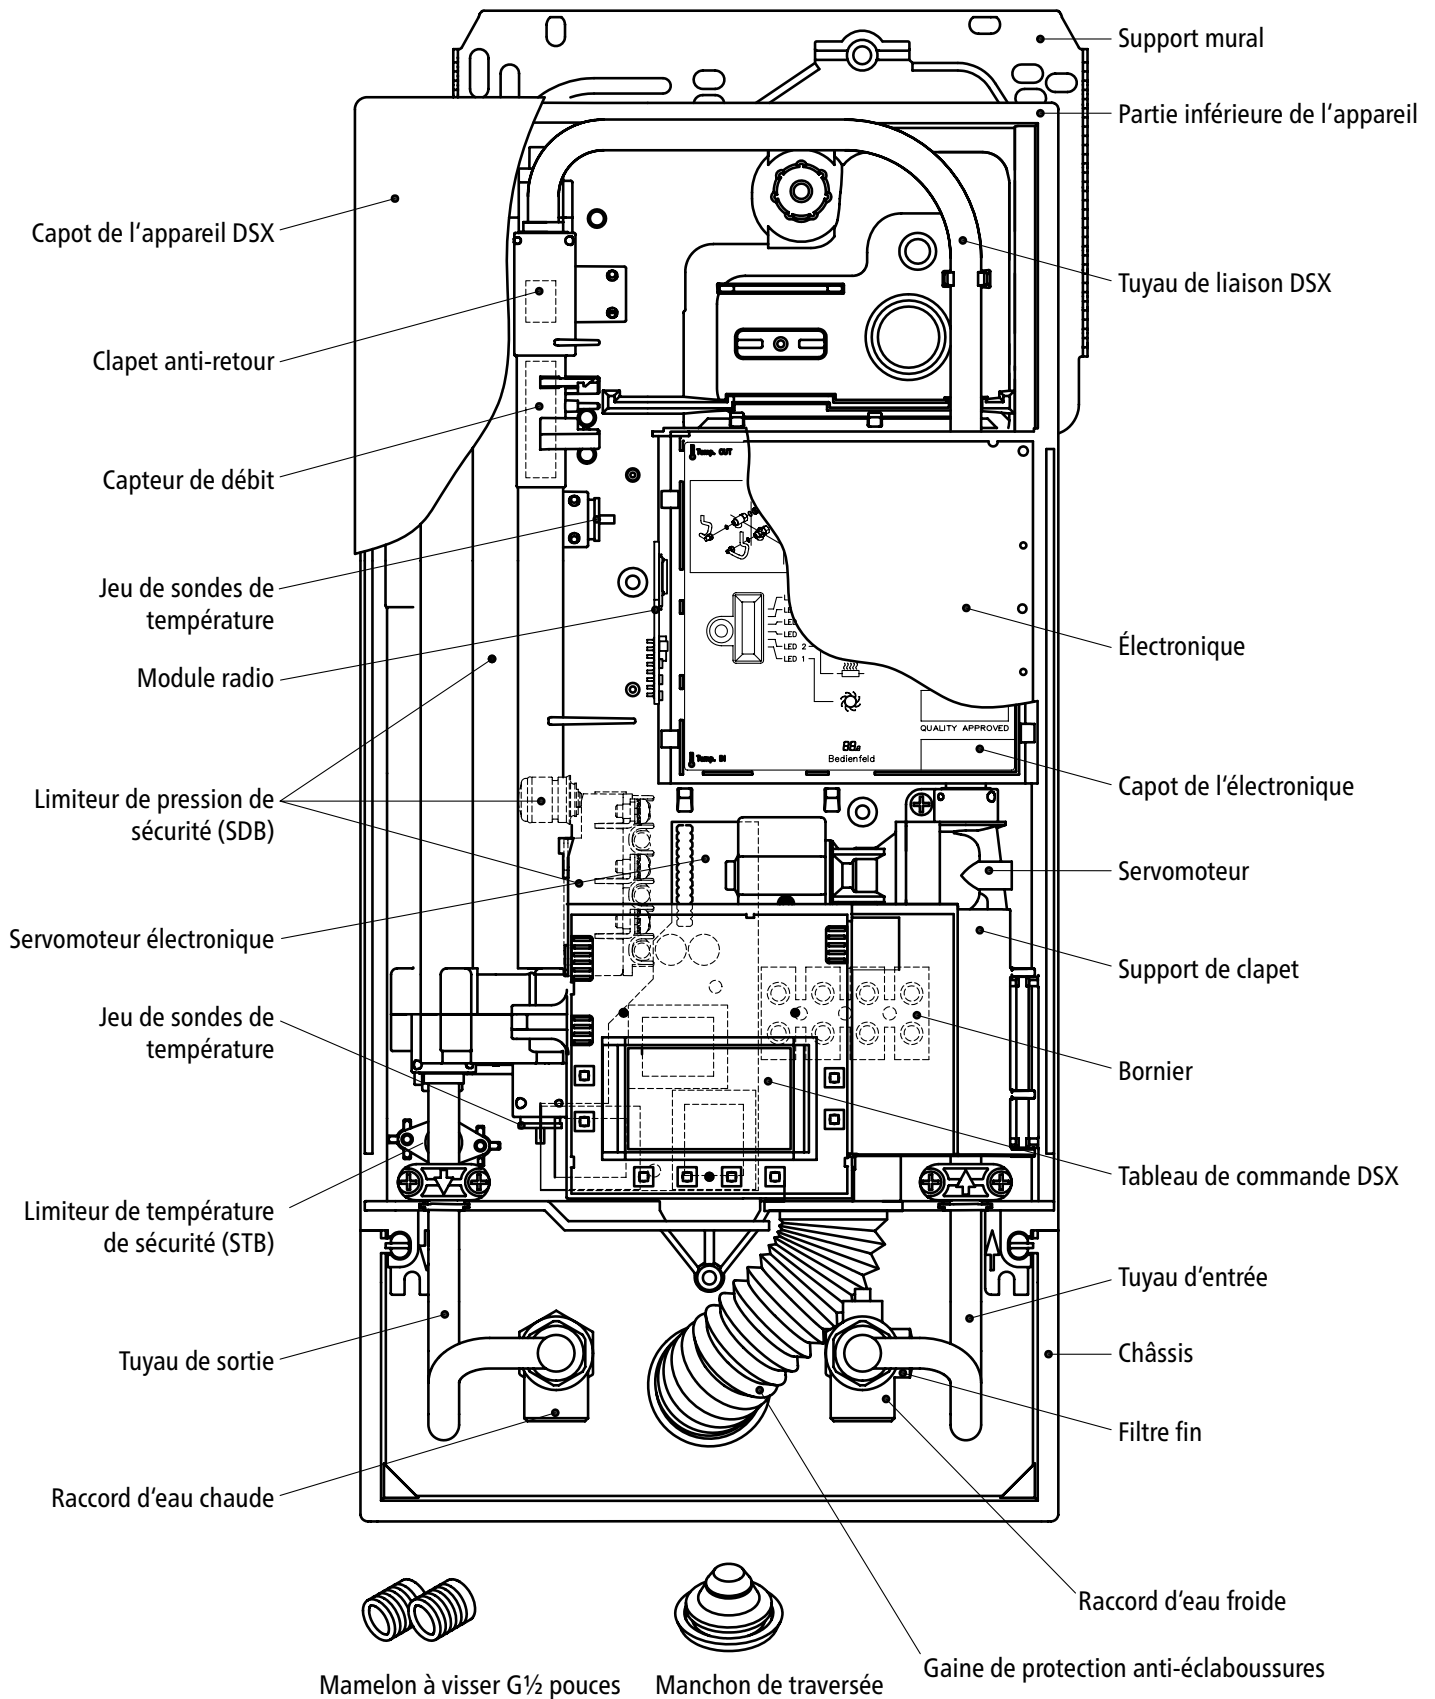 Support mural
Partie inférieure de l'appareil
Capot de l'appareil DSX
Tuyau de liaison DSX
Clapet anti-retour
Capteur de débit
Temp. OUT
Jeu de sondes de
température
LED
LED
LED 2
LED 1
Électronique
Module radio
QUALITY APPROVED
Temp. IN
Bedienfeld
Capot de l'électronique
Limiteur de pression de
sécurité (SDB)
Servomoteur
Servomoteur électronique
Support de clapet
Jeu de sondes de
température
Bornier
Tableau de commande DSX
Limiteur de température
de sécurité (STB)
Tuyau d'entrée
Tuyau de sortie
Châssis
Filtre fin
Raccord d'eau chaude
Raccord d'eau froide
Gaine de protection anti-éclaboussures
Mamelon à visser G½ pouces
Manchon de traversée